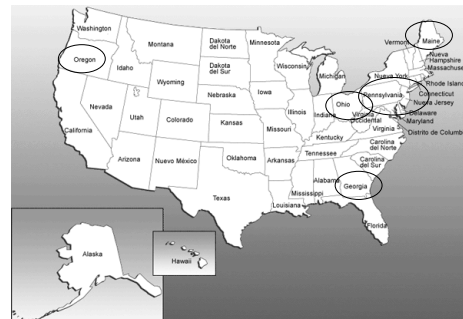 Washington
Oregon
Idaho
Montana
Dakota
del Norte
Dakota
del Sur
Minnesota
Wisconsin
Michigan
Wyoming
Nebraska
Iowa
Nevada
Utah
Colorado
Kansas
Missouri
Illinois
Indiana
Ohio
California
Arizona
Nuevo México
Oklahoma
Arkansas
Texas
Louisiana
Mississippi
Alabama
Georgia
Florida
Tennessee
Kentucky
Carolina
del Norte
Carolina
del Sur
Virginia
Virginia
Occidental
Pennsylvania
Nueva York
Vermont
Maine
Nueva
Hampshire
Massachuse
Rhode Island
Connecticut
Nueva Jersey
Delaware
Maryland
Distrito de Columb
Alaska
Hawaii